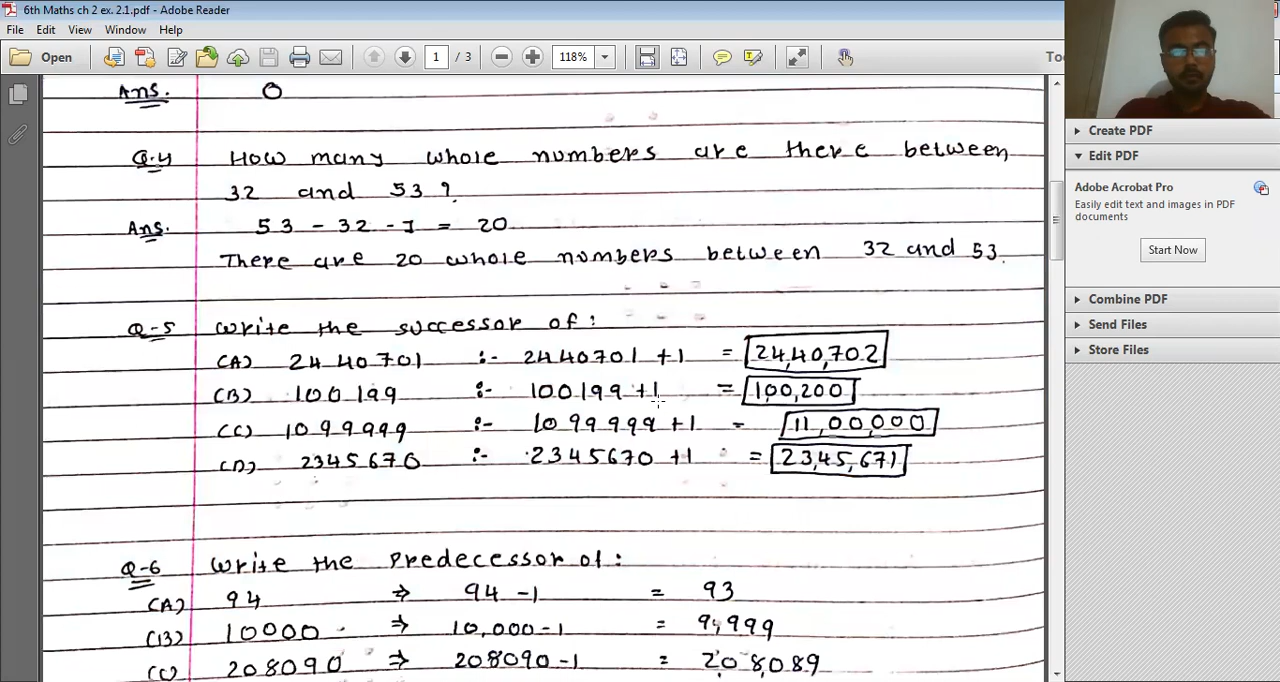 6th Maths ch 2 ex. 2.1.pdf - Adobe Reader
File Edit View Window Help
Open 1 / 3 118% To
Create PDF
Edit PDF
Adobe Acrobat Pro
Easily edit text and images in PDF
documents
Start Now
Combine PDF
Send Files
Store Files
Ans. 0
Q.4 How many whole numbers are there between
32 and 53?
Ans. 53 - 32 - 1 = 20
There are 20 whole numbers between 32 and 53.
Q-5 Write the successor of :
(A) 2440701 :- 2440701 +1 = 24,40,702
(B) 100199 :- 100199 +1 = 100,200
(C) 1099999 :- 1099999 +1 = 11,00,000
(D) 2345670 :- 2345670 +1 = 23,45,671
Q-6 Write the Predecessor of :
(A) 94 ⇒ 94 -1 = 93
(B) 10000 ⇒ 10,000-1 = 9,999
(C) 208090 ⇒ 208090 -1 = 208,089